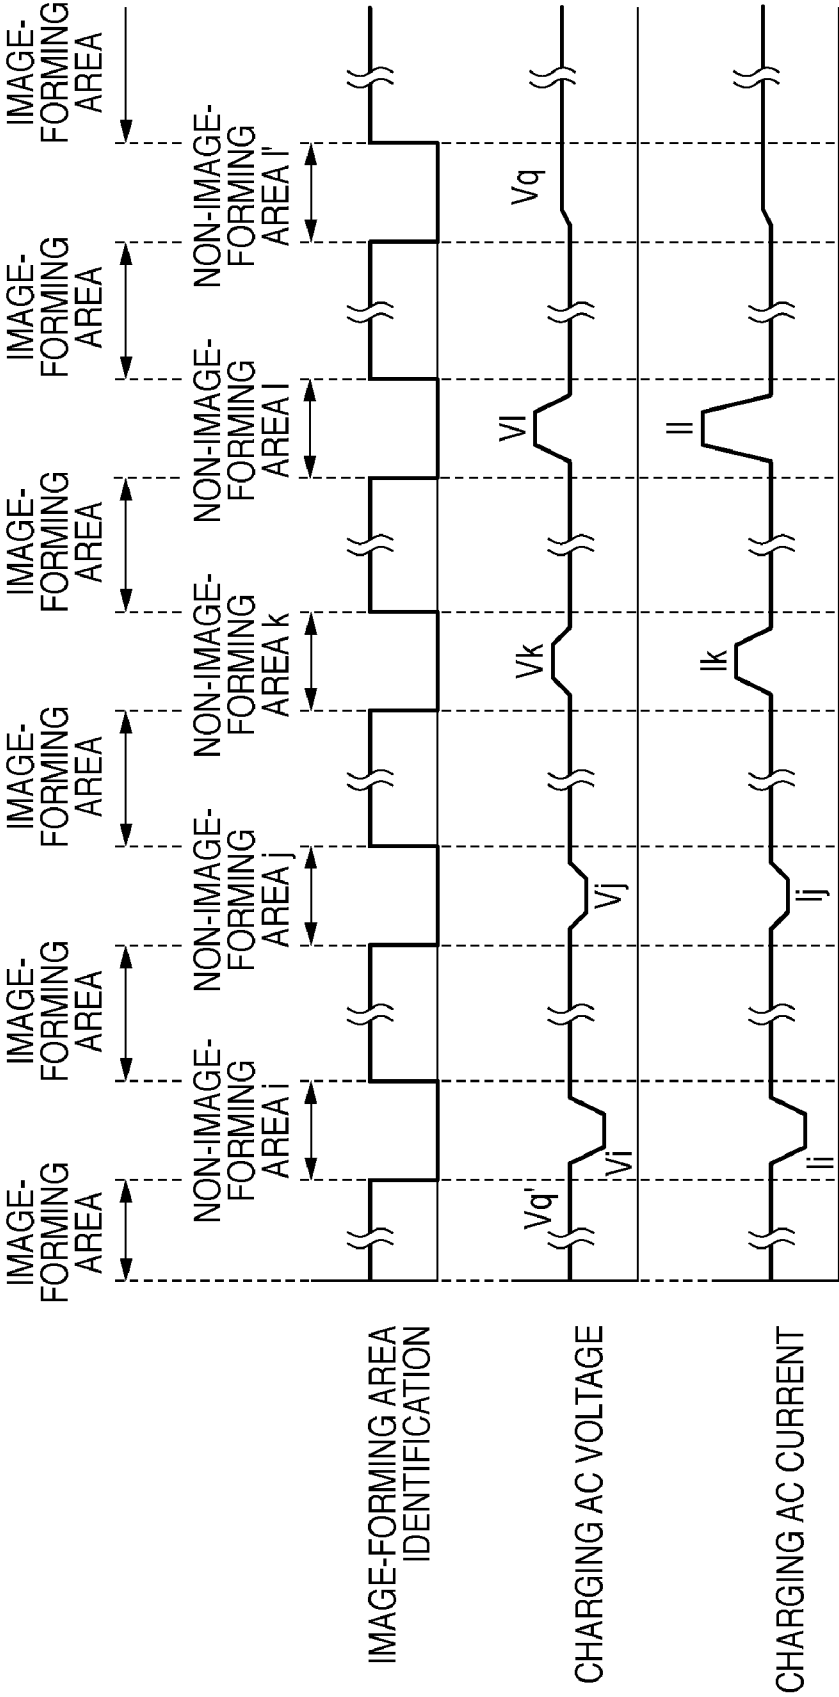 IMAGE-
FORMING
AREA
IMAGE-
FORMING
AREA
IMAGE-
FORMING
AREA
IMAGE-
FORMING
AREA
IMAGE-
FORMING
AREA
IMAGE-
FORMING
AREA
NON-IMAGE-
FORMING
AREA i
NON-IMAGE-
FORMING
AREA j
NON-IMAGE-
FORMING
AREA k
NON-IMAGE-
FORMING
AREA l
NON-IMAGE-
FORMING
AREA l'
IMAGE-FORMING AREA
IDENTIFICATION
CHARGING AC VOLTAGE
Vq'
Vi
Vj
Vk
Vl
Vq
CHARGING AC CURRENT
Ii
Ij
Ik
Il